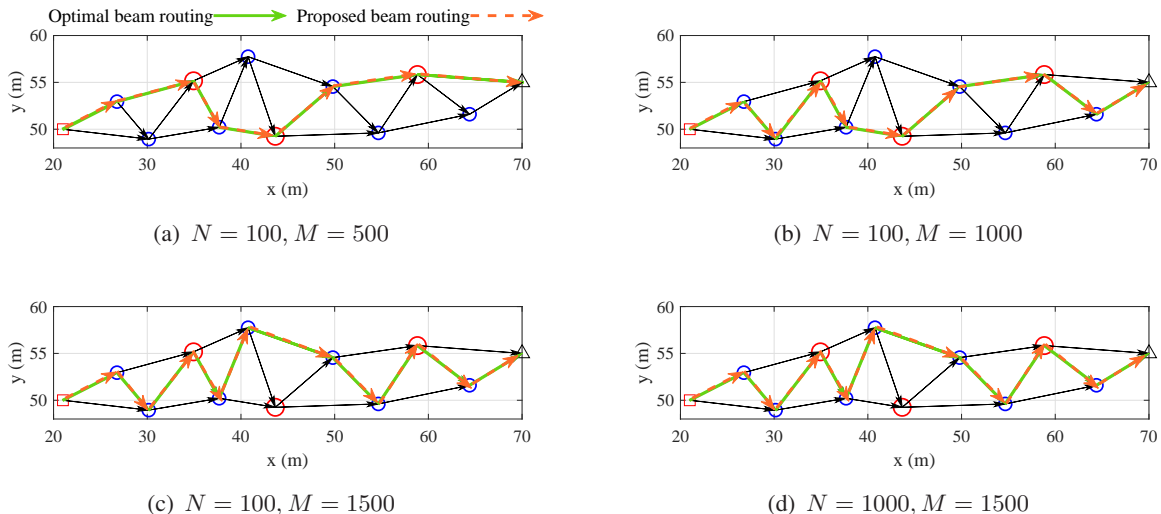 Optimal beam routing Proposed beam routing
60
55
50
y (m)
20 30 40 50 60 70
x (m)
(a) N = 100, M = 500
60
55
50
y (m)
20 30 40 50 60 70
x (m)
(b) N = 100, M = 1000
60
55
50
y (m)
20 30 40 50 60 70
x (m)
(c) N = 100, M = 1500
60
55
50
y (m)
20 30 40 50 60 70
x (m)
(d) N = 1000, M = 1500